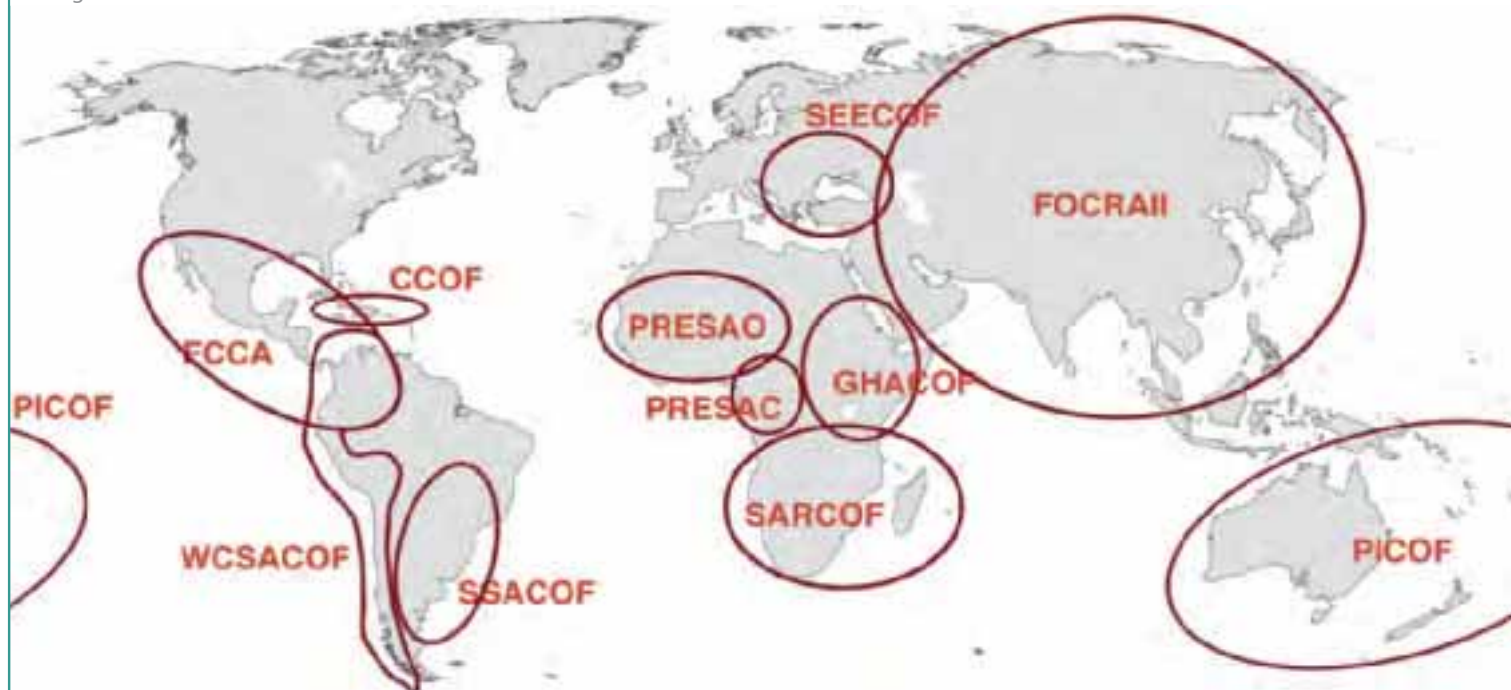 SEECOF
FOCRAII
CCOF
PRESAO
FCCA
GHACOF
PICOF
PRESAC
SARCOF
WCSACOF
PICOF
SSACOF